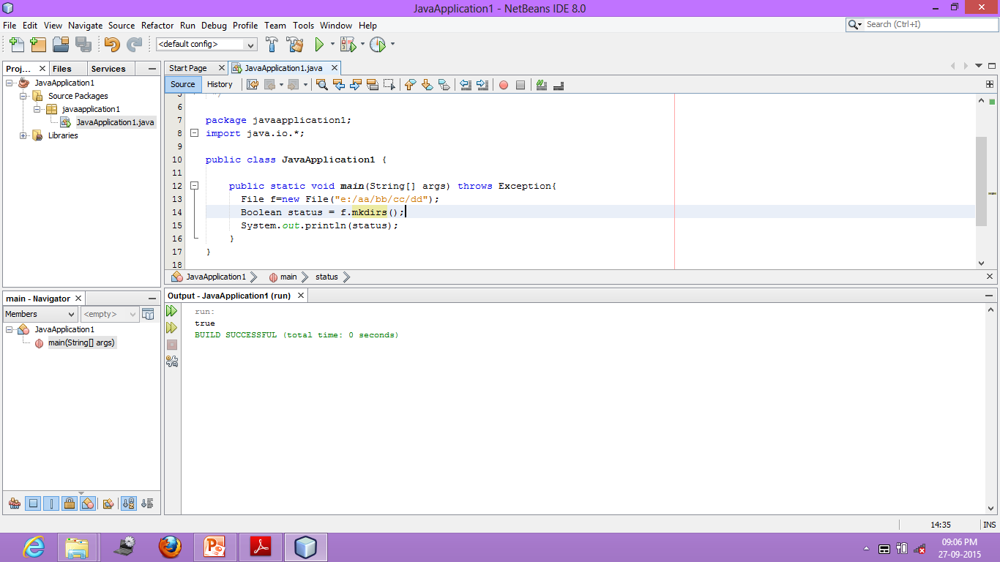 JavaApplication1 - NetBeans IDE 8.0
File Edit View Navigate Source Refactor Run Debug Profile Team Tools Window Help
Search (Ctrl+I)
<default config>
Proj... Files Services
JavaApplication1
Source Packages
javaapplication1
JavaApplication1.java
Libraries
Start Page JavaApplication1.java
Source History
5 */
6
7 package javaapplication1;
8 import java.io.*;
9
10 public class JavaApplication1 {
11
12 public static void main(String[] args) throws Exception{
13 File f=new File("e:/aa/bb/cc/dd");
14 Boolean status = f.mkdirs();
15 System.out.println(status);
16 }
17 }
18
JavaApplication1 main status
main - Navigator
Members <empty>
JavaApplication1
main(String[] args)
Output - JavaApplication1 (run)
run:
true
BUILD SUCCESSFUL (total time: 0 seconds)
14:35 INS
09:06 PM
27-09-2015